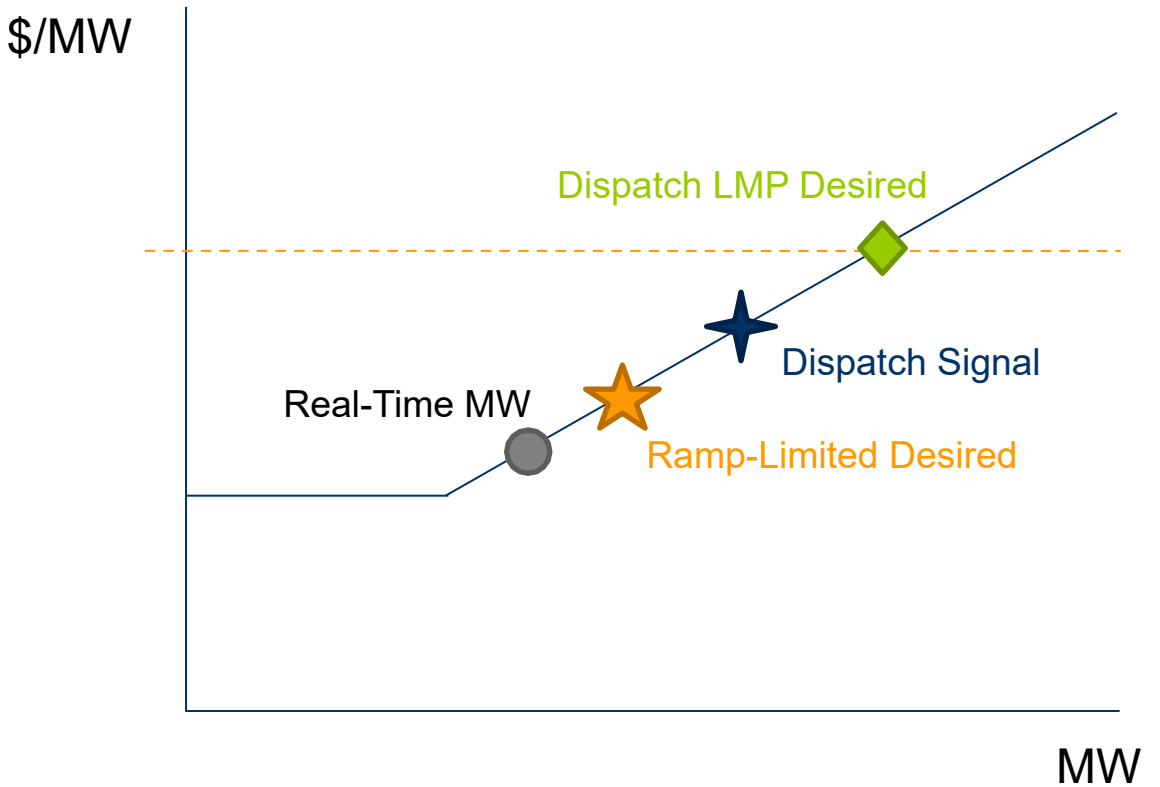 $/MW
Dispatch LMP Desired
Dispatch Signal
Real-Time MW
Ramp-Limited Desired
MW